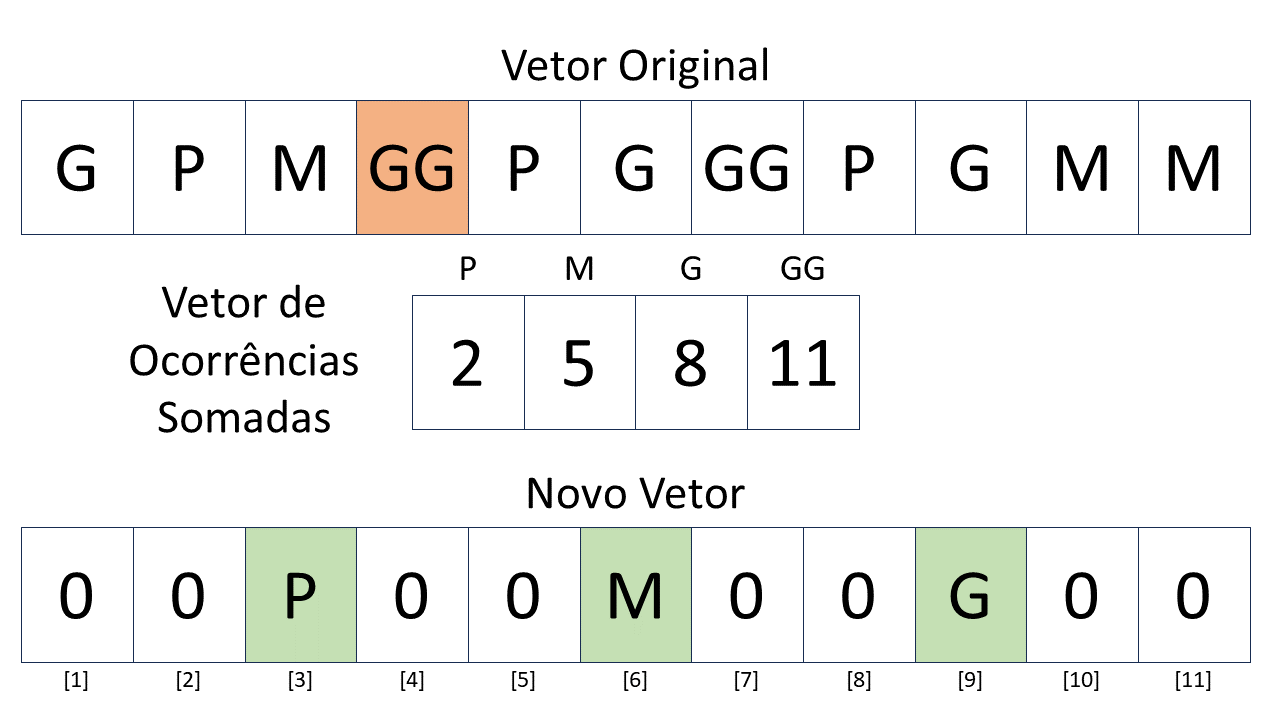 Vetor Original
G P M GG P G GG P G M M
P M G GG
Vetor de
Ocorrências
Somadas
2 5 8 11
Novo Vetor
0 0 P 0 0 M 0 0 G 0 0
[1] [2] [3] [4] [5] [6] [7] [8] [9] [10] [11]